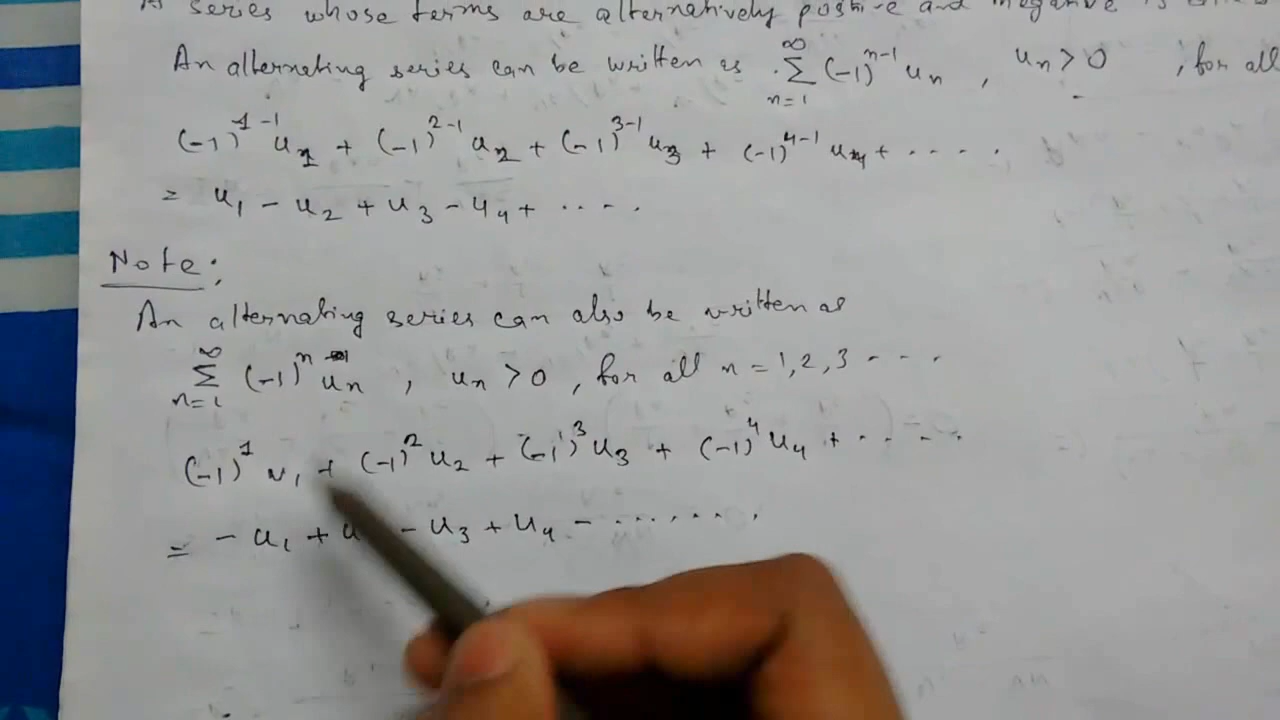 A series whose terms are alternatively positive and negative is
An alternating series can be written as ∑_{n=1}^{∞} (-1)^{n-1} u_n , u_n > 0 , for all
(-1)^{1-1} u_1 + (-1)^{2-1} u_2 + (-1)^{3-1} u_3 + (-1)^{4-1} u_4 + . . . .
= u_1 - u_2 + u_3 - u_4 + . . . .
Note:
An alternating series can also be written as
∑_{n=1}^{∞} (-1)^n u_n , u_n > 0 , for all n = 1, 2, 3 - - - .
(-1)^1 u_1 + (-1)^2 u_2 + (-1)^3 u_3 + (-1)^4 u_4 + . . . .
= - u_1 + u - u_3 + u_4 - . . . . . . .